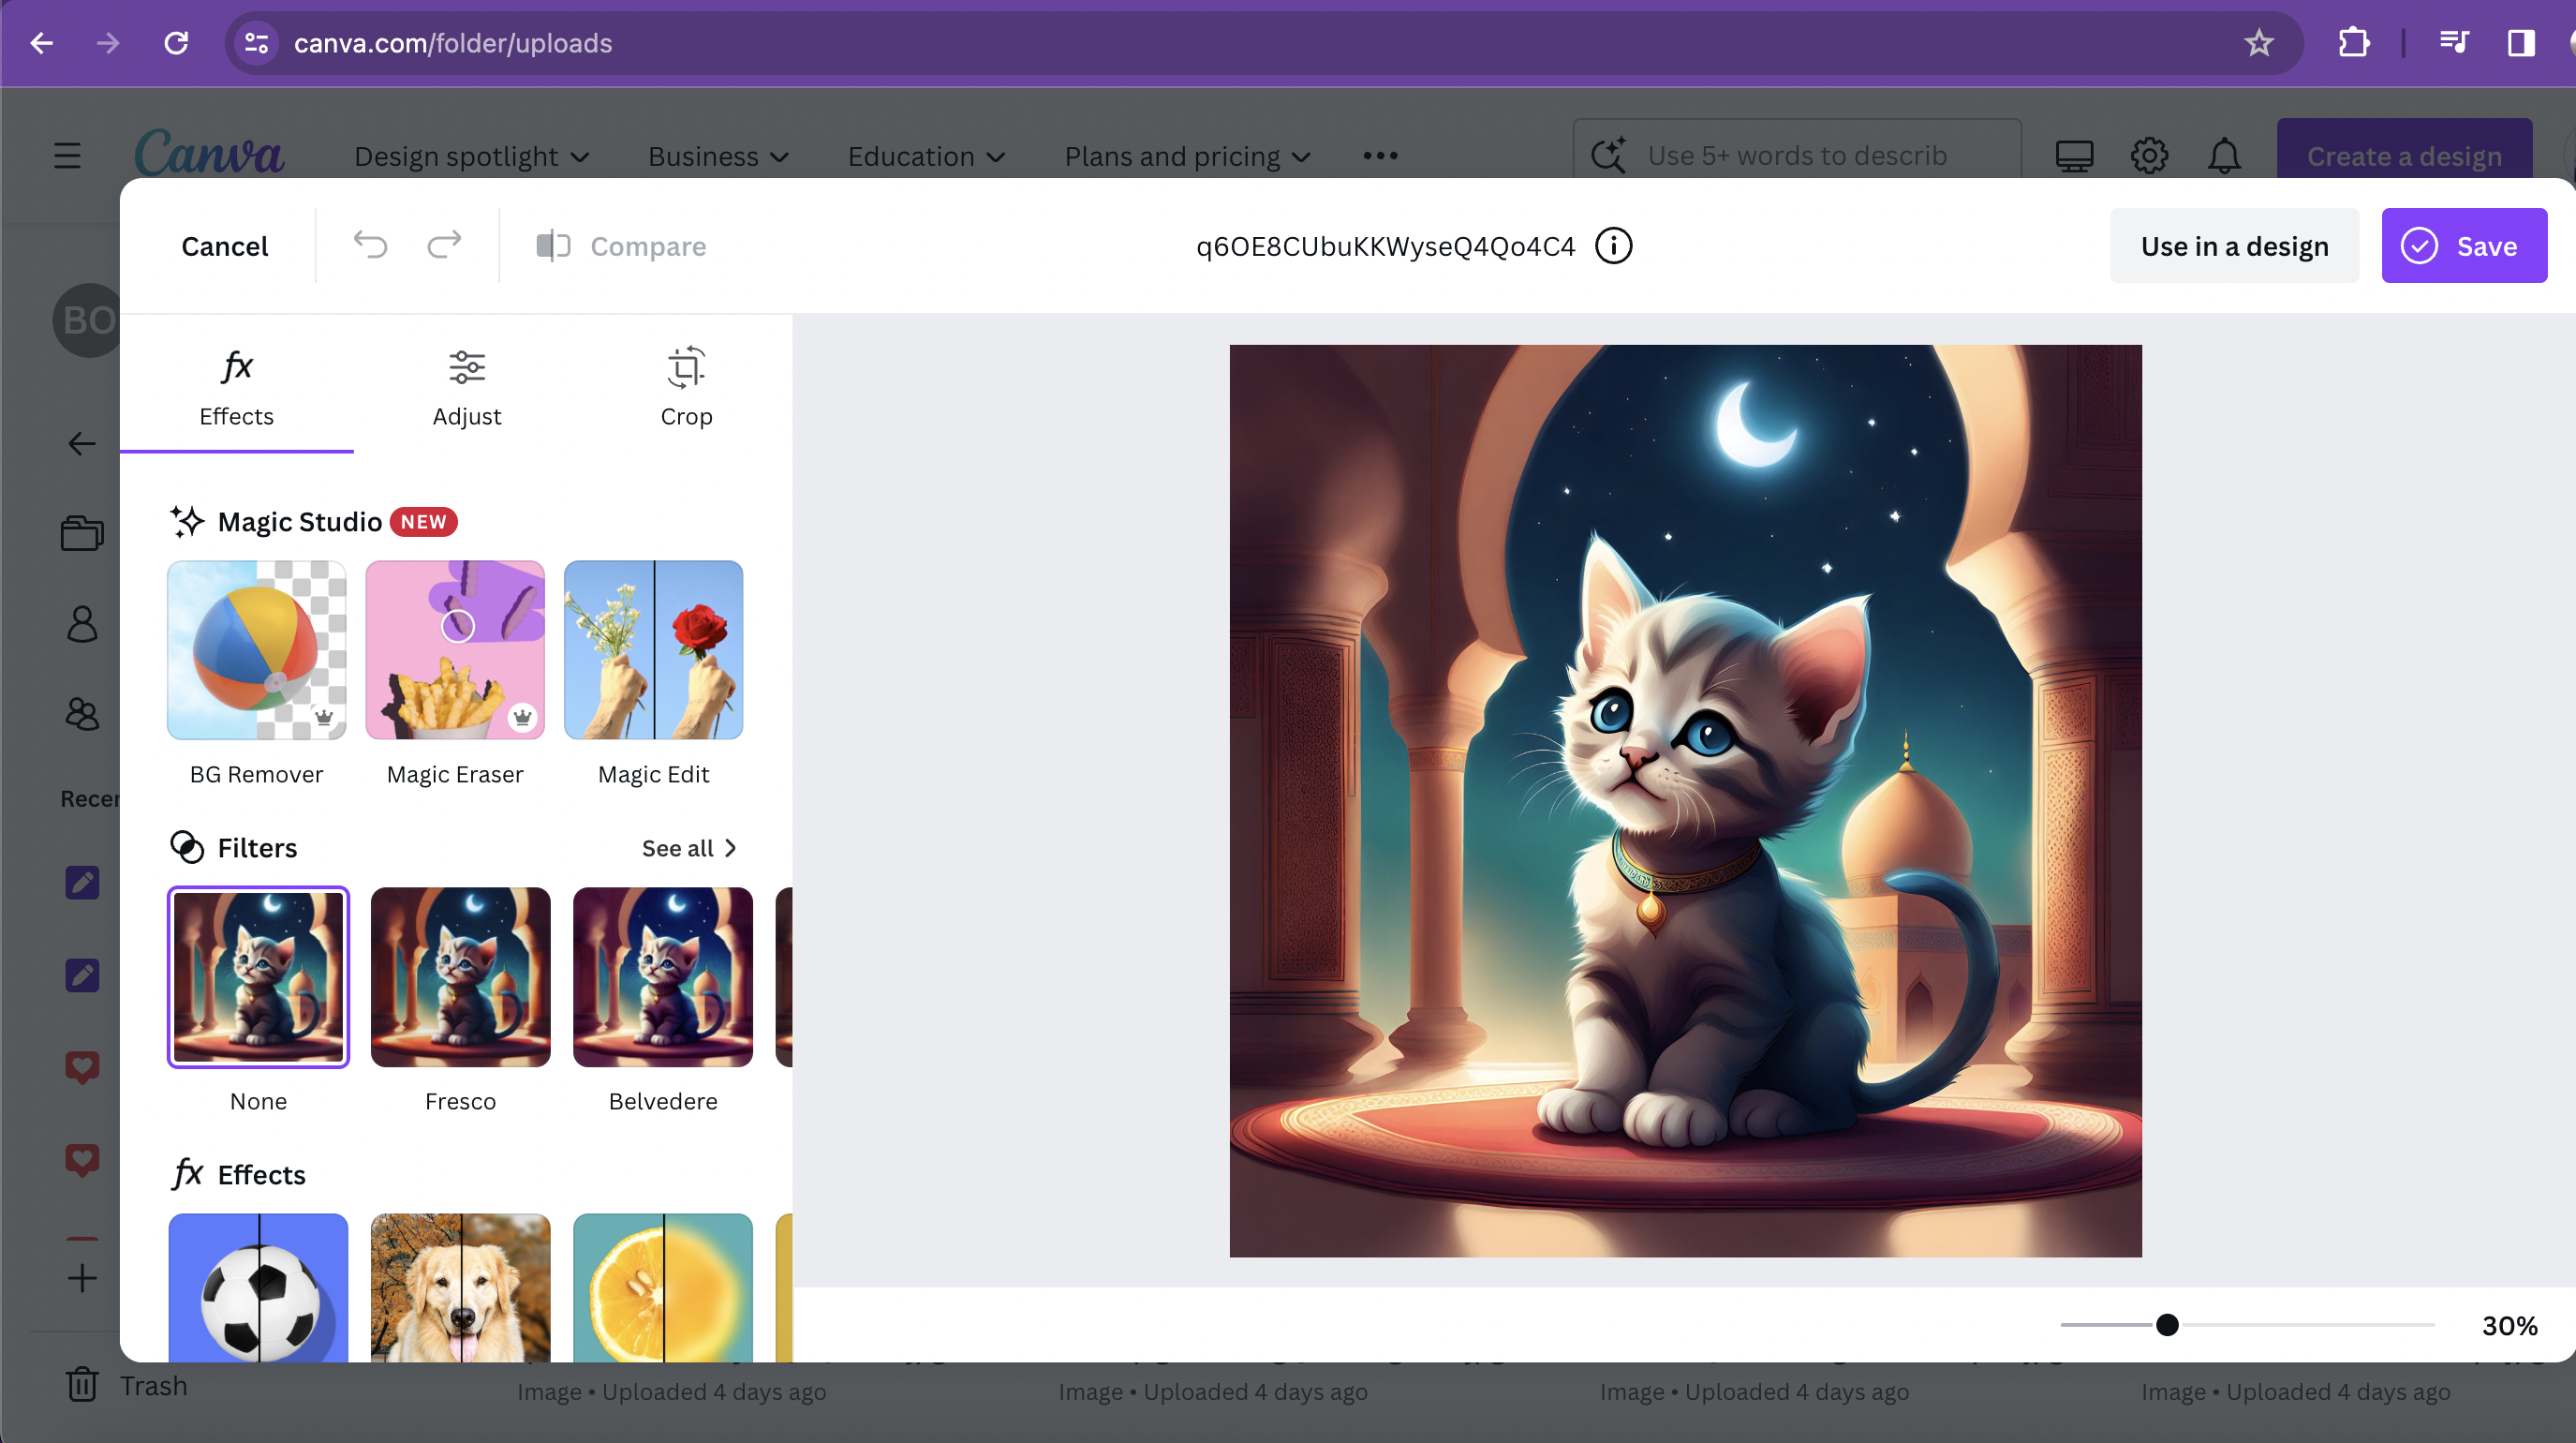 canva.com/folder/uploads
Canva Design spotlight Business Education Plans and pricing Use 5+ words to describ Create a design
Cancel Compare q6OE8CUbuKKWyseQ4Qo4C4 Use in a design Save
BO
Effects Adjust Crop
Magic Studio NEW
BG Remover Magic Eraser Magic Edit
Recen
Filters See all
None Fresco Belvedere
fx Effects
30%
Trash
Image • Uploaded 4 days ago Image • Uploaded 4 days ago Image • Uploaded 4 days ago Image • Uploaded 4 days ago